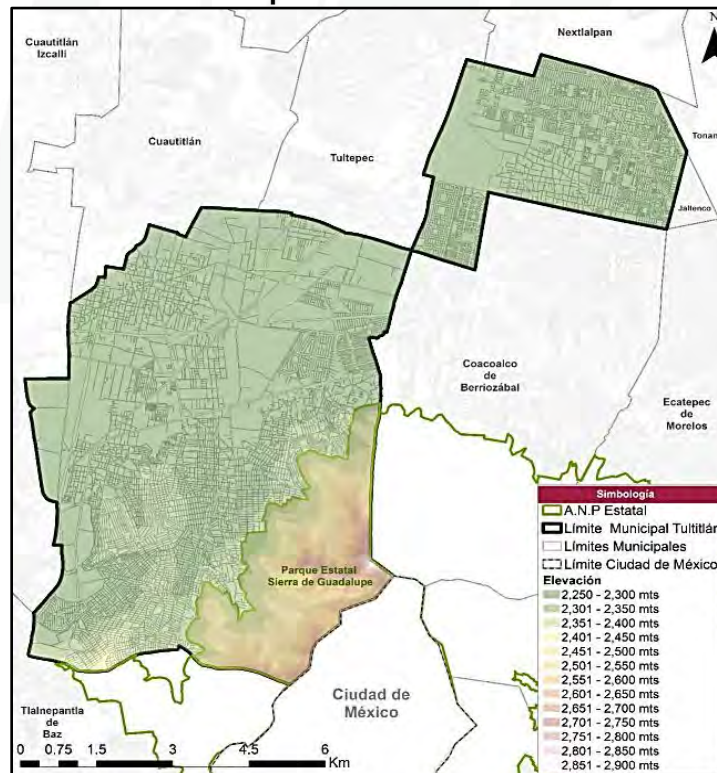 Nextlalpan
N
Cuautitlán
Izcalli
Cuautitlán
Tultepec
Tonan
Jaltenco
Coacoalco
de
Berriozábal
Ecatepec
de
Morelos
Parque Estatal
Sierra de Guadalupe
Ciudad de
México
Tlalnepantla
de
Baz
0 0.75 1.5 3 4.5 6
Km
Simbología
A.N.P Estatal
Límite Municipal Tultitlán
Límites Municipales
Límite Ciudad de México
Elevación
2,250 - 2,300 mts
2,301 - 2,350 mts
2,351 - 2,400 mts
2,401 - 2,450 mts
2,451 - 2,500 mts
2,501 - 2,550 mts
2,551 - 2,600 mts
2,601 - 2,650 mts
2,651 - 2,700 mts
2,701 - 2,750 mts
2,751 - 2,800 mts
2,801 - 2,850 mts
2,851 - 2,900 mts